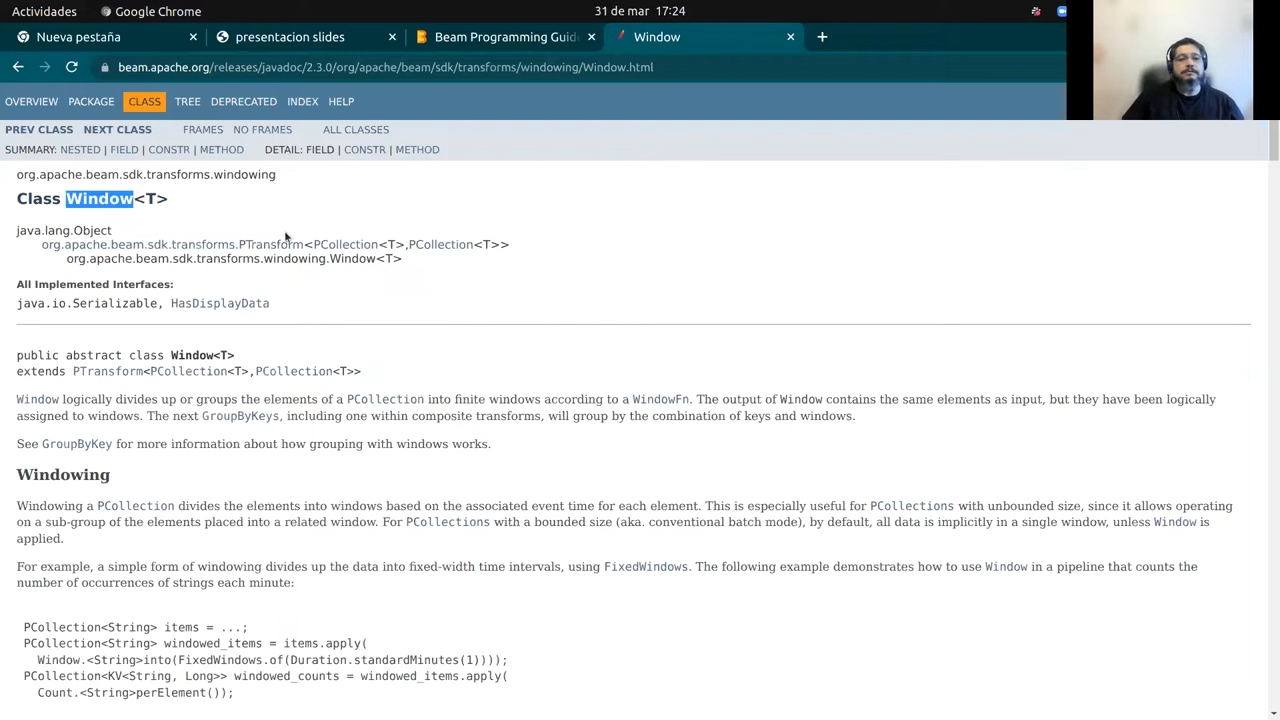 Actividades
Google Chrome
31 de mar 17:24
Nueva pestaña
presentacion slides
Beam Programming Guid
Window
beam.apache.org/releases/javadoc/2.3.0/org/apache/beam/sdk/transforms/windowing/Window.html
OVERVIEW PACKAGE CLASS TREE DEPRECATED INDEX HELP
PREV CLASS NEXT CLASS FRAMES NO FRAMES ALL CLASSES
SUMMARY: NESTED | FIELD | CONSTR | METHOD DETAIL: FIELD | CONSTR | METHOD
org.apache.beam.sdk.transforms.windowing
Class Window<T>
java.lang.Object
org.apache.beam.sdk.transforms.PTransform<PCollection<T>,PCollection<T>>
org.apache.beam.sdk.transforms.windowing.Window<T>
All Implemented Interfaces:
java.io.Serializable, HasDisplayData
public abstract class Window<T>
extends PTransform<PCollection<T>,PCollection<T>>
Window logically divides up or groups the elements of a PCollection into finite windows according to a WindowFn. The output of Window contains the same elements as input, but they have been logically
assigned to windows. The next GroupByKeys, including one within composite transforms, will group by the combination of keys and windows.
See GroupByKey for more information about how grouping with windows works.
Windowing
Windowing a PCollection divides the elements into windows based on the associated event time for each element. This is especially useful for PCollections with unbounded size, since it allows operating
on a sub-group of the elements placed into a related window. For PCollections with a bounded size (aka. conventional batch mode), by default, all data is implicitly in a single window, unless Window is
applied.
For example, a simple form of windowing divides up the data into fixed-width time intervals, using FixedWindows. The following example demonstrates how to use Window in a pipeline that counts the
number of occurrences of strings each minute:
PCollection<String> items = ...;
PCollection<String> windowed_items = items.apply(
Window.<String>into(FixedWindows.of(Duration.standardMinutes(1))));
PCollection<KV<String, Long>> windowed_counts = windowed_items.apply(
Count.<String>perElement());